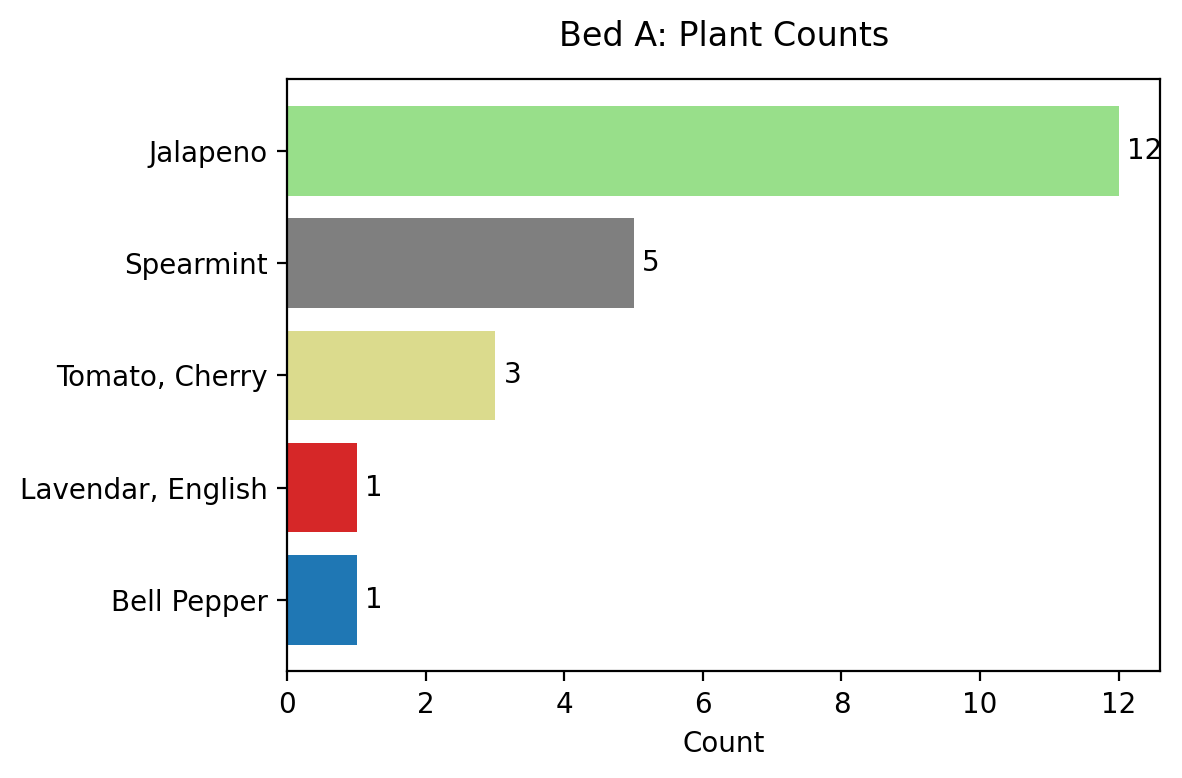 Bed A: Plant Counts
Jalapeno 12
Spearmint 5
Tomato, Cherry 3
Lavendar, English 1
Bell Pepper 1
0 2 4 6 8 10 12
Count